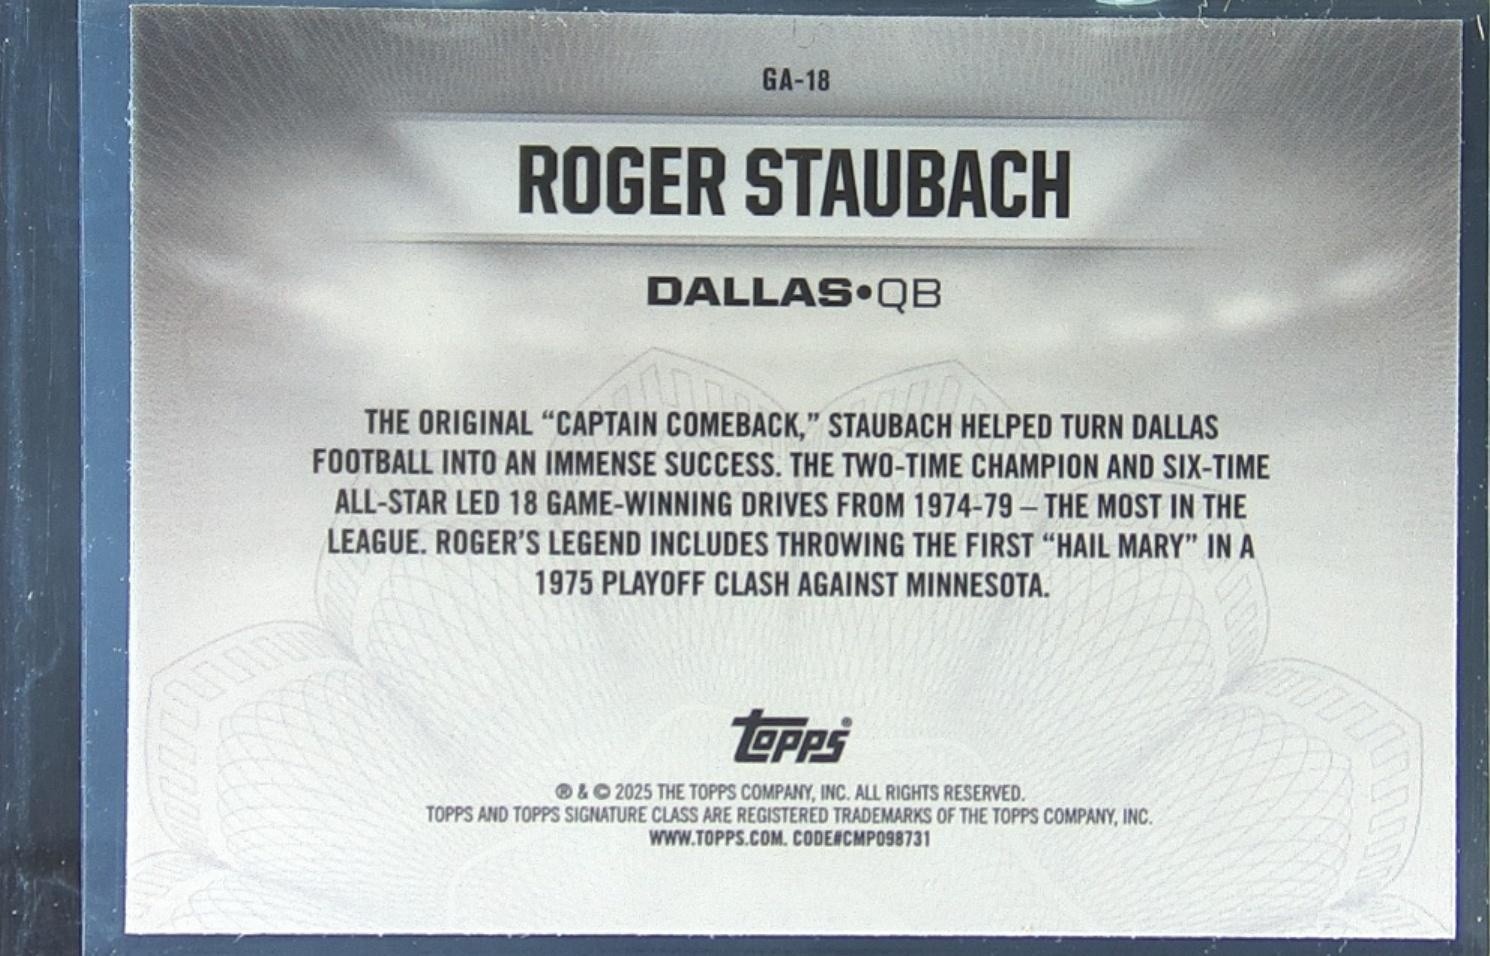 GA-18
ROGER STAUBACH
DALLAS•QB
THE ORIGINAL “CAPTAIN COMEBACK,” STAUBACH HELPED TURN DALLAS
FOOTBALL INTO AN IMMENSE SUCCESS. THE TWO-TIME CHAMPION AND SIX-TIME
ALL-STAR LED 18 GAME-WINNING DRIVES FROM 1974-79 – THE MOST IN THE
LEAGUE. ROGER’S LEGEND INCLUDES THROWING THE FIRST “HAIL MARY” IN A
1975 PLAYOFF CLASH AGAINST MINNESOTA.
topps®
® & © 2025 THE TOPPS COMPANY, INC. ALL RIGHTS RESERVED.
TOPPS AND TOPPS SIGNATURE CLASS ARE REGISTERED TRADEMARKS OF THE TOPPS COMPANY, INC.
WWW.TOPPS.COM. CODE#CMP098731